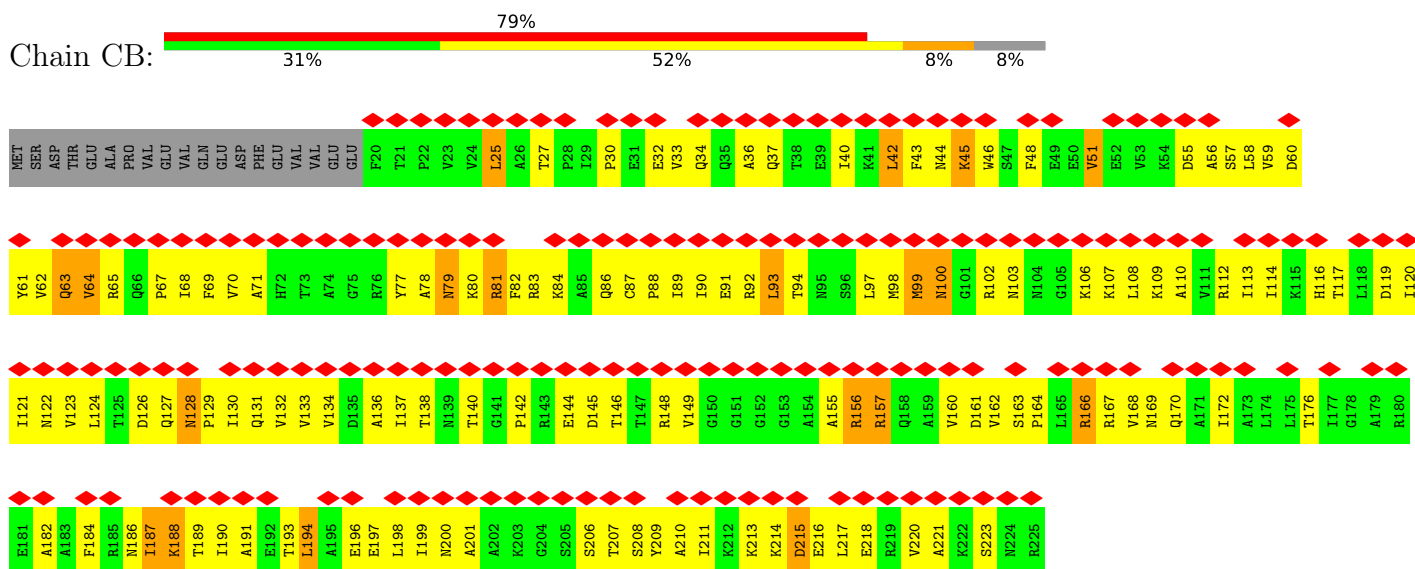 79%
Chain CB:
31% 52% 8% 8%
MET SER ASP THR GLU ALA PRO VAL GLU VAL GLN GLU ASP PHE GLU VAL VAL GLU GLU F20 T21 P22 V23 V24 L25 A26 T27 P28 I29 P30 E31 E32 V33 Q34 Q35 A36 Q37 T38 E39 I40 K41 L42 F43 N44 K45 W46 S47 F48 E49 E50 V51 E52 V53 K54 D55 A56 S57 L58 V59 D60
Y61 V62 Q63 V64 R65 Q66 P67 I68 F69 V70 A71 H72 T73 A74 G75 R76 Y77 A78 N79 K80 R81 F82 R83 K84 A85 Q86 C87 P88 I89 I90 E91 R92 L93 T94 N95 S96 L97 M98 M99 N100 G101 R102 N103 N104 G105 K106 K107 L108 K109 A110 V111 R112 I113 I114 K115 H116 T117 L118 D119 I120
I121 N122 V123 L124 T125 D126 Q127 N128 P129 I130 Q131 V132 V133 V134 D135 A136 I137 T138 N139 T140 G141 P142 R143 E144 D145 T146 T147 R148 V149 G150 G151 G152 G153 A154 A155 R156 R157 Q158 A159 V160 D161 V162 S163 P164 L165 R166 R167 V168 N169 Q170 A171 I172 A173 L174 L175 T176 I177 G178 A179 R180
E181 A182 A183 F184 R185 N186 I187 K188 T189 I190 A191 E192 T193 L194 A195 E196 E197 L198 I199 N200 A201 A202 K203 G204 S205 S206 T207 S208 Y209 A210 I211 K212 K213 K214 D215 E216 L217 E218 R219 V220 A221 K222 S223 N224 R225